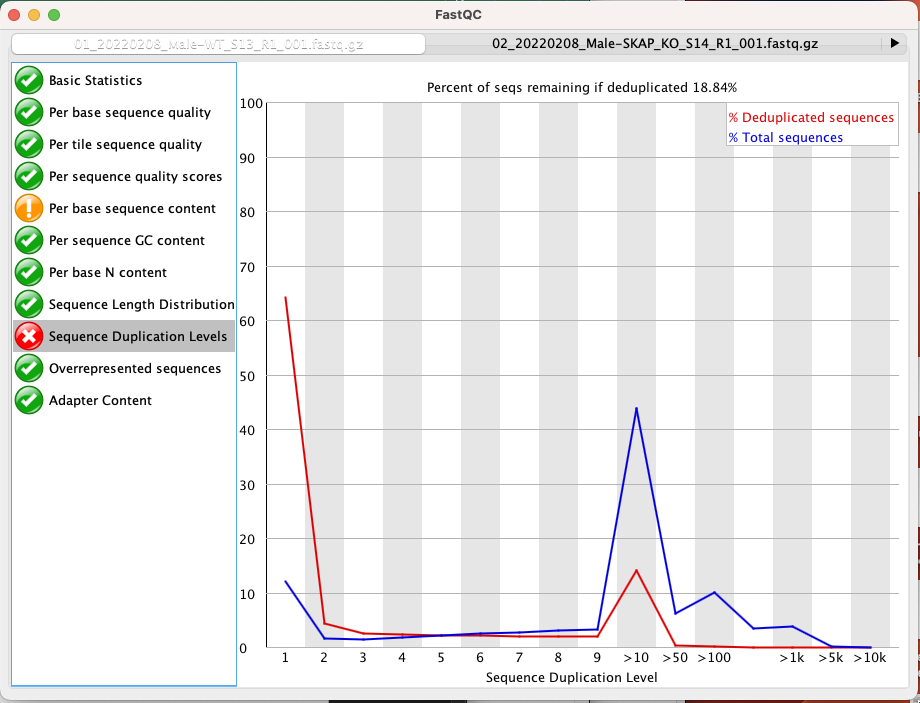 FastQC
01_20220208_Male-WT_S13_R1_001.fastq.gz
02_20220208_Male-SKAP_KO_S14_R1_001.fastq.gz
Basic Statistics
Per base sequence quality
Per tile sequence quality
Per sequence quality scores
Per base sequence content
Per sequence GC content
Per base N content
Sequence Length Distribution
Sequence Duplication Levels
Overrepresented sequences
Adapter Content
Percent of seqs remaining if deduplicated 18.84%
% Deduplicated sequences
% Total sequences
100
90
80
70
60
50
40
30
20
10
0
1 2 3 4 5 6 7 8 9 >10 >50 >100 >1k >5k >10k
Sequence Duplication Level